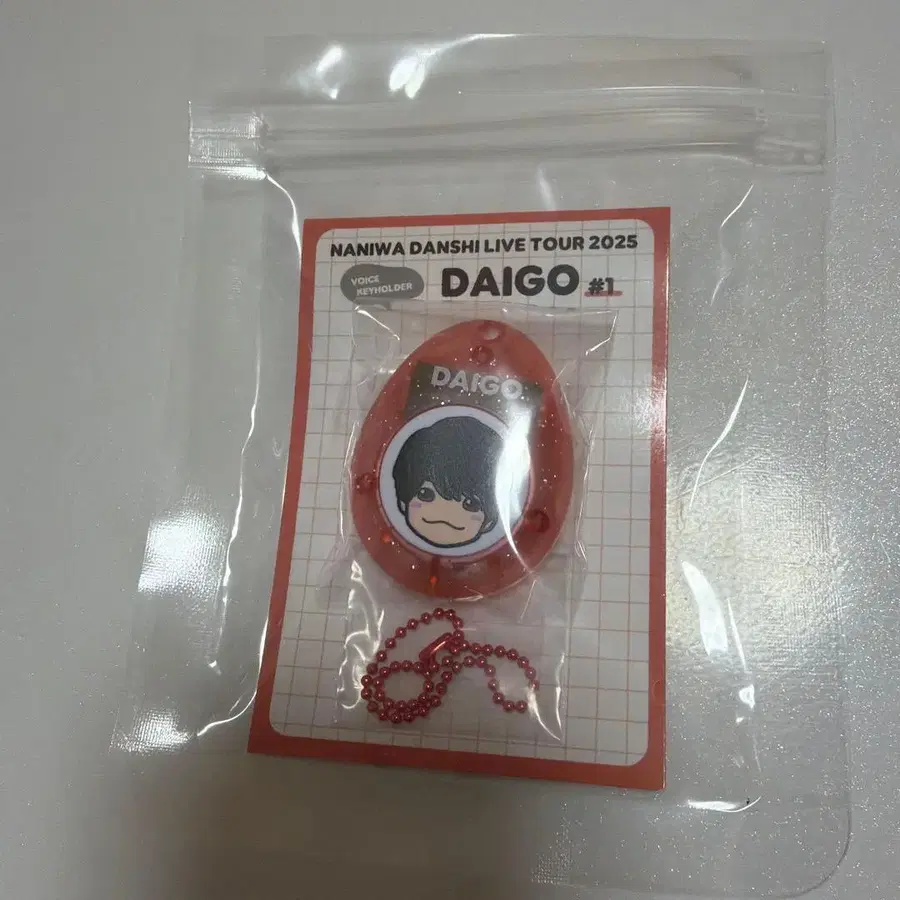 NANIWA DANSHI LIVE TOUR 2025
VOICE
KEYHOLDER
DAIGO #1
DAIGO